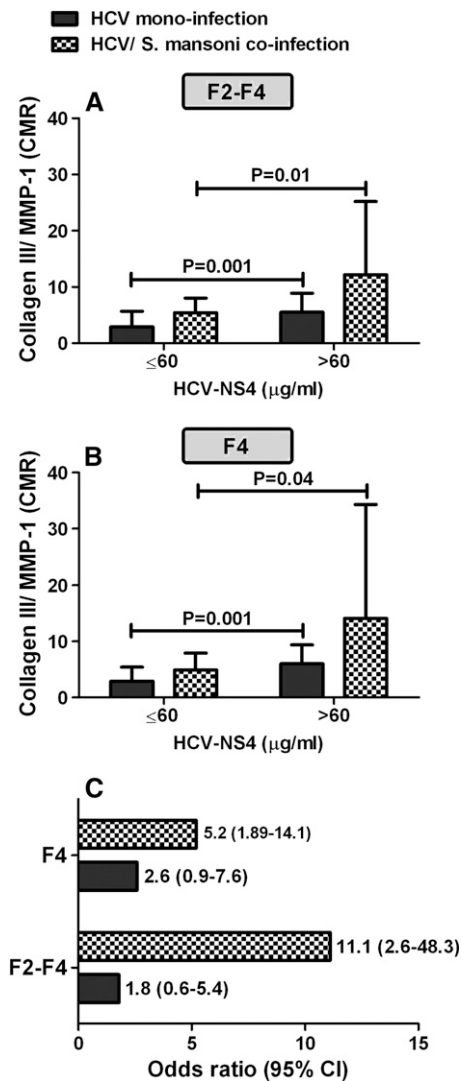 HCV mono-infection
HCV/ S. mansoni co-infection
A
F2-F4
Collagen III/ MMP-1 (CMR)
40
30
20
10
0
P=0.01
P=0.001
≤60
>60
HCV-NS4 (μg/ml)
B
F4
Collagen III/ MMP-1 (CMR)
40
30
20
10
0
P=0.04
P=0.001
≤60
>60
HCV-NS4 (μg/ml)
C
F4
5.2 (1.89-14.1)
2.6 (0.9-7.6)
F2-F4
11.1 (2.6-48.3)
1.8 (0.6-5.4)
0
5
10
15
Odds ratio (95% CI)